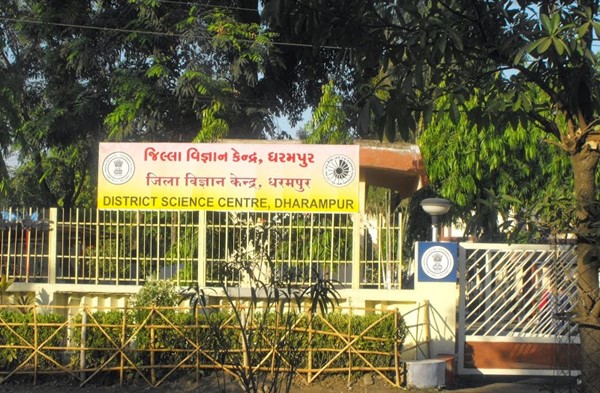 જિલ્લા વિજ્ઞાન કેન્દ્ર, ધરમપુર
जिला विज्ञान केन्द्र, धरमपुर
DISTRICT SCIENCE CENTRE, DHARAMPUR